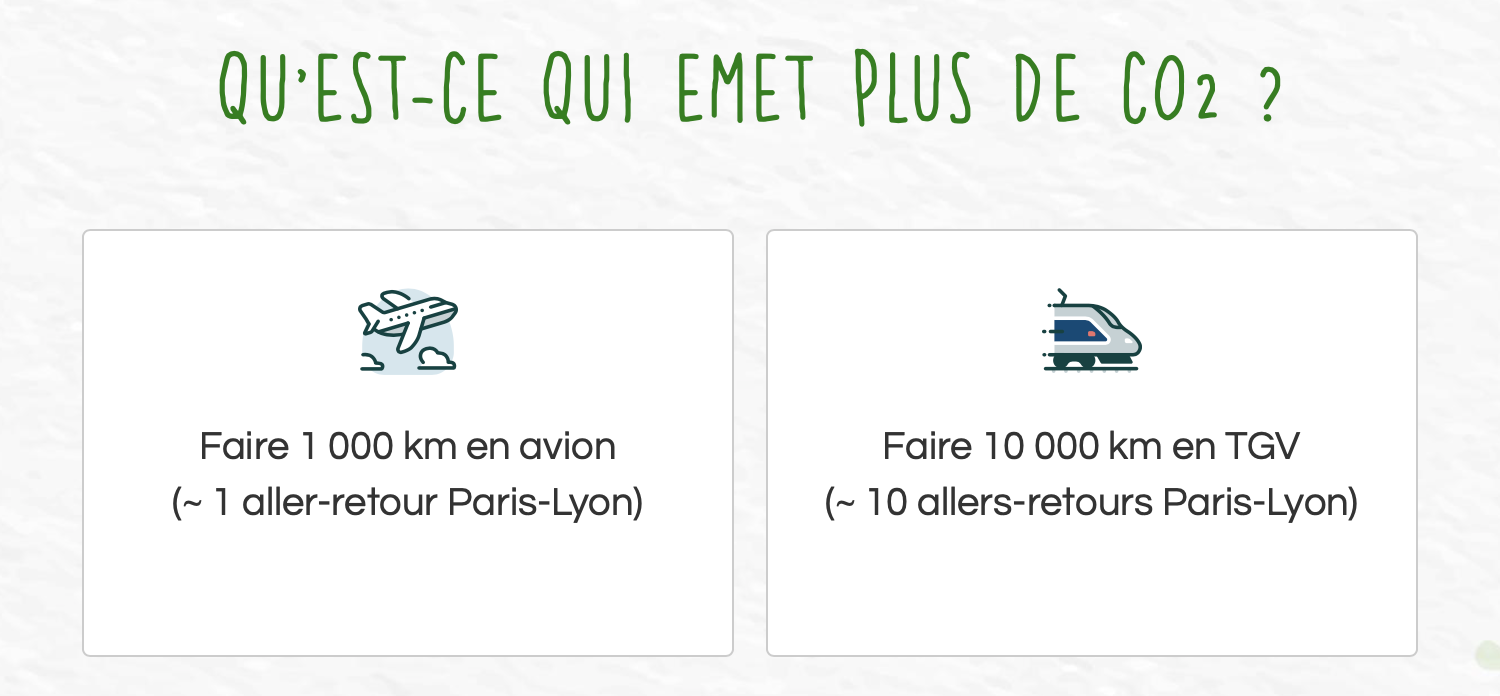 QU'EST-CE QUI EMET PLUS DE CO2 ?
Faire 1 000 km en avion
(~ 1 aller-retour Paris-Lyon)
Faire 10 000 km en TGV
(~ 10 allers-retours Paris-Lyon)